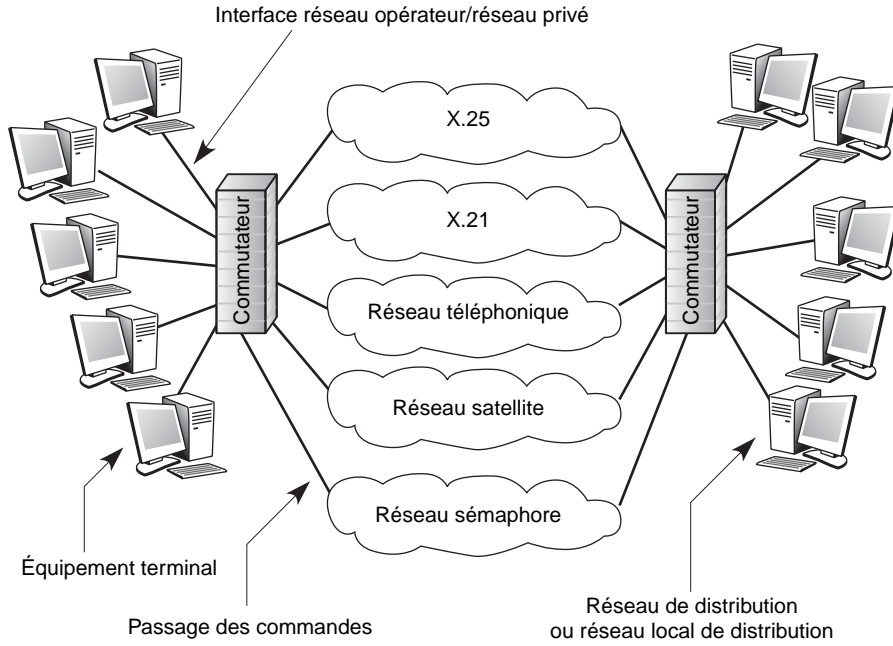 Interface réseau opérateur/réseau privé
X.25
Commutateur
X.21
Commutateur
Réseau téléphonique
Réseau satellite
Réseau sémaphore
Équipement terminal
Passage des commandes
Réseau de distribution
ou réseau local de distribution